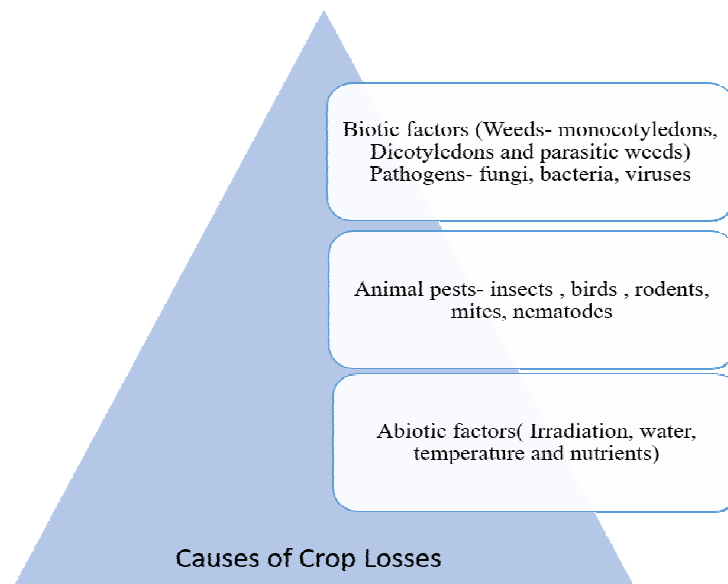 Biotic factors (Weeds- monocotyledons,
Dicotyledons and parasitic weeds)
Pathogens- fungi, bacteria, viruses
Animal pests- insects , birds , rodents,
mites, nematodes
Abiotic factors( Irradiation, water,
temperature and nutrients)
Causes of Crop Losses